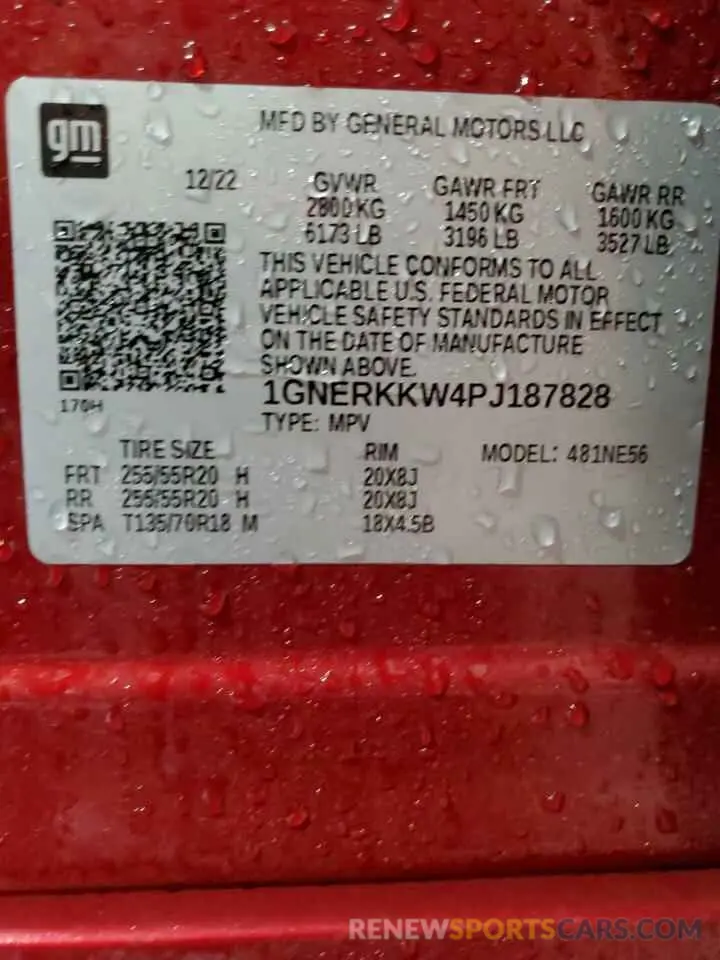 gm
MFD BY GENERAL MOTORS LLC
12/22 GVWR GAWR FRT GAWR RR
2800 KG 1450 KG 1600 KG
6173 LB 3196 LB 3527 LB
THIS VEHICLE CONFORMS TO ALL
APPLICABLE U.S. FEDERAL MOTOR
VEHICLE SAFETY STANDARDS IN EFFECT
ON THE DATE OF MANUFACTURE
SHOWN ABOVE.
1GNERKKW4PJ187828
170H
TYPE: MPV
TIRE SIZE RIM MODEL: 481NE56
FRT 255/55R20 H 20X8J
RR 255/55R20 H 20X8J
SPA T135/70R18 M 18X4.5B
RENEWSPORTSCARS.COM